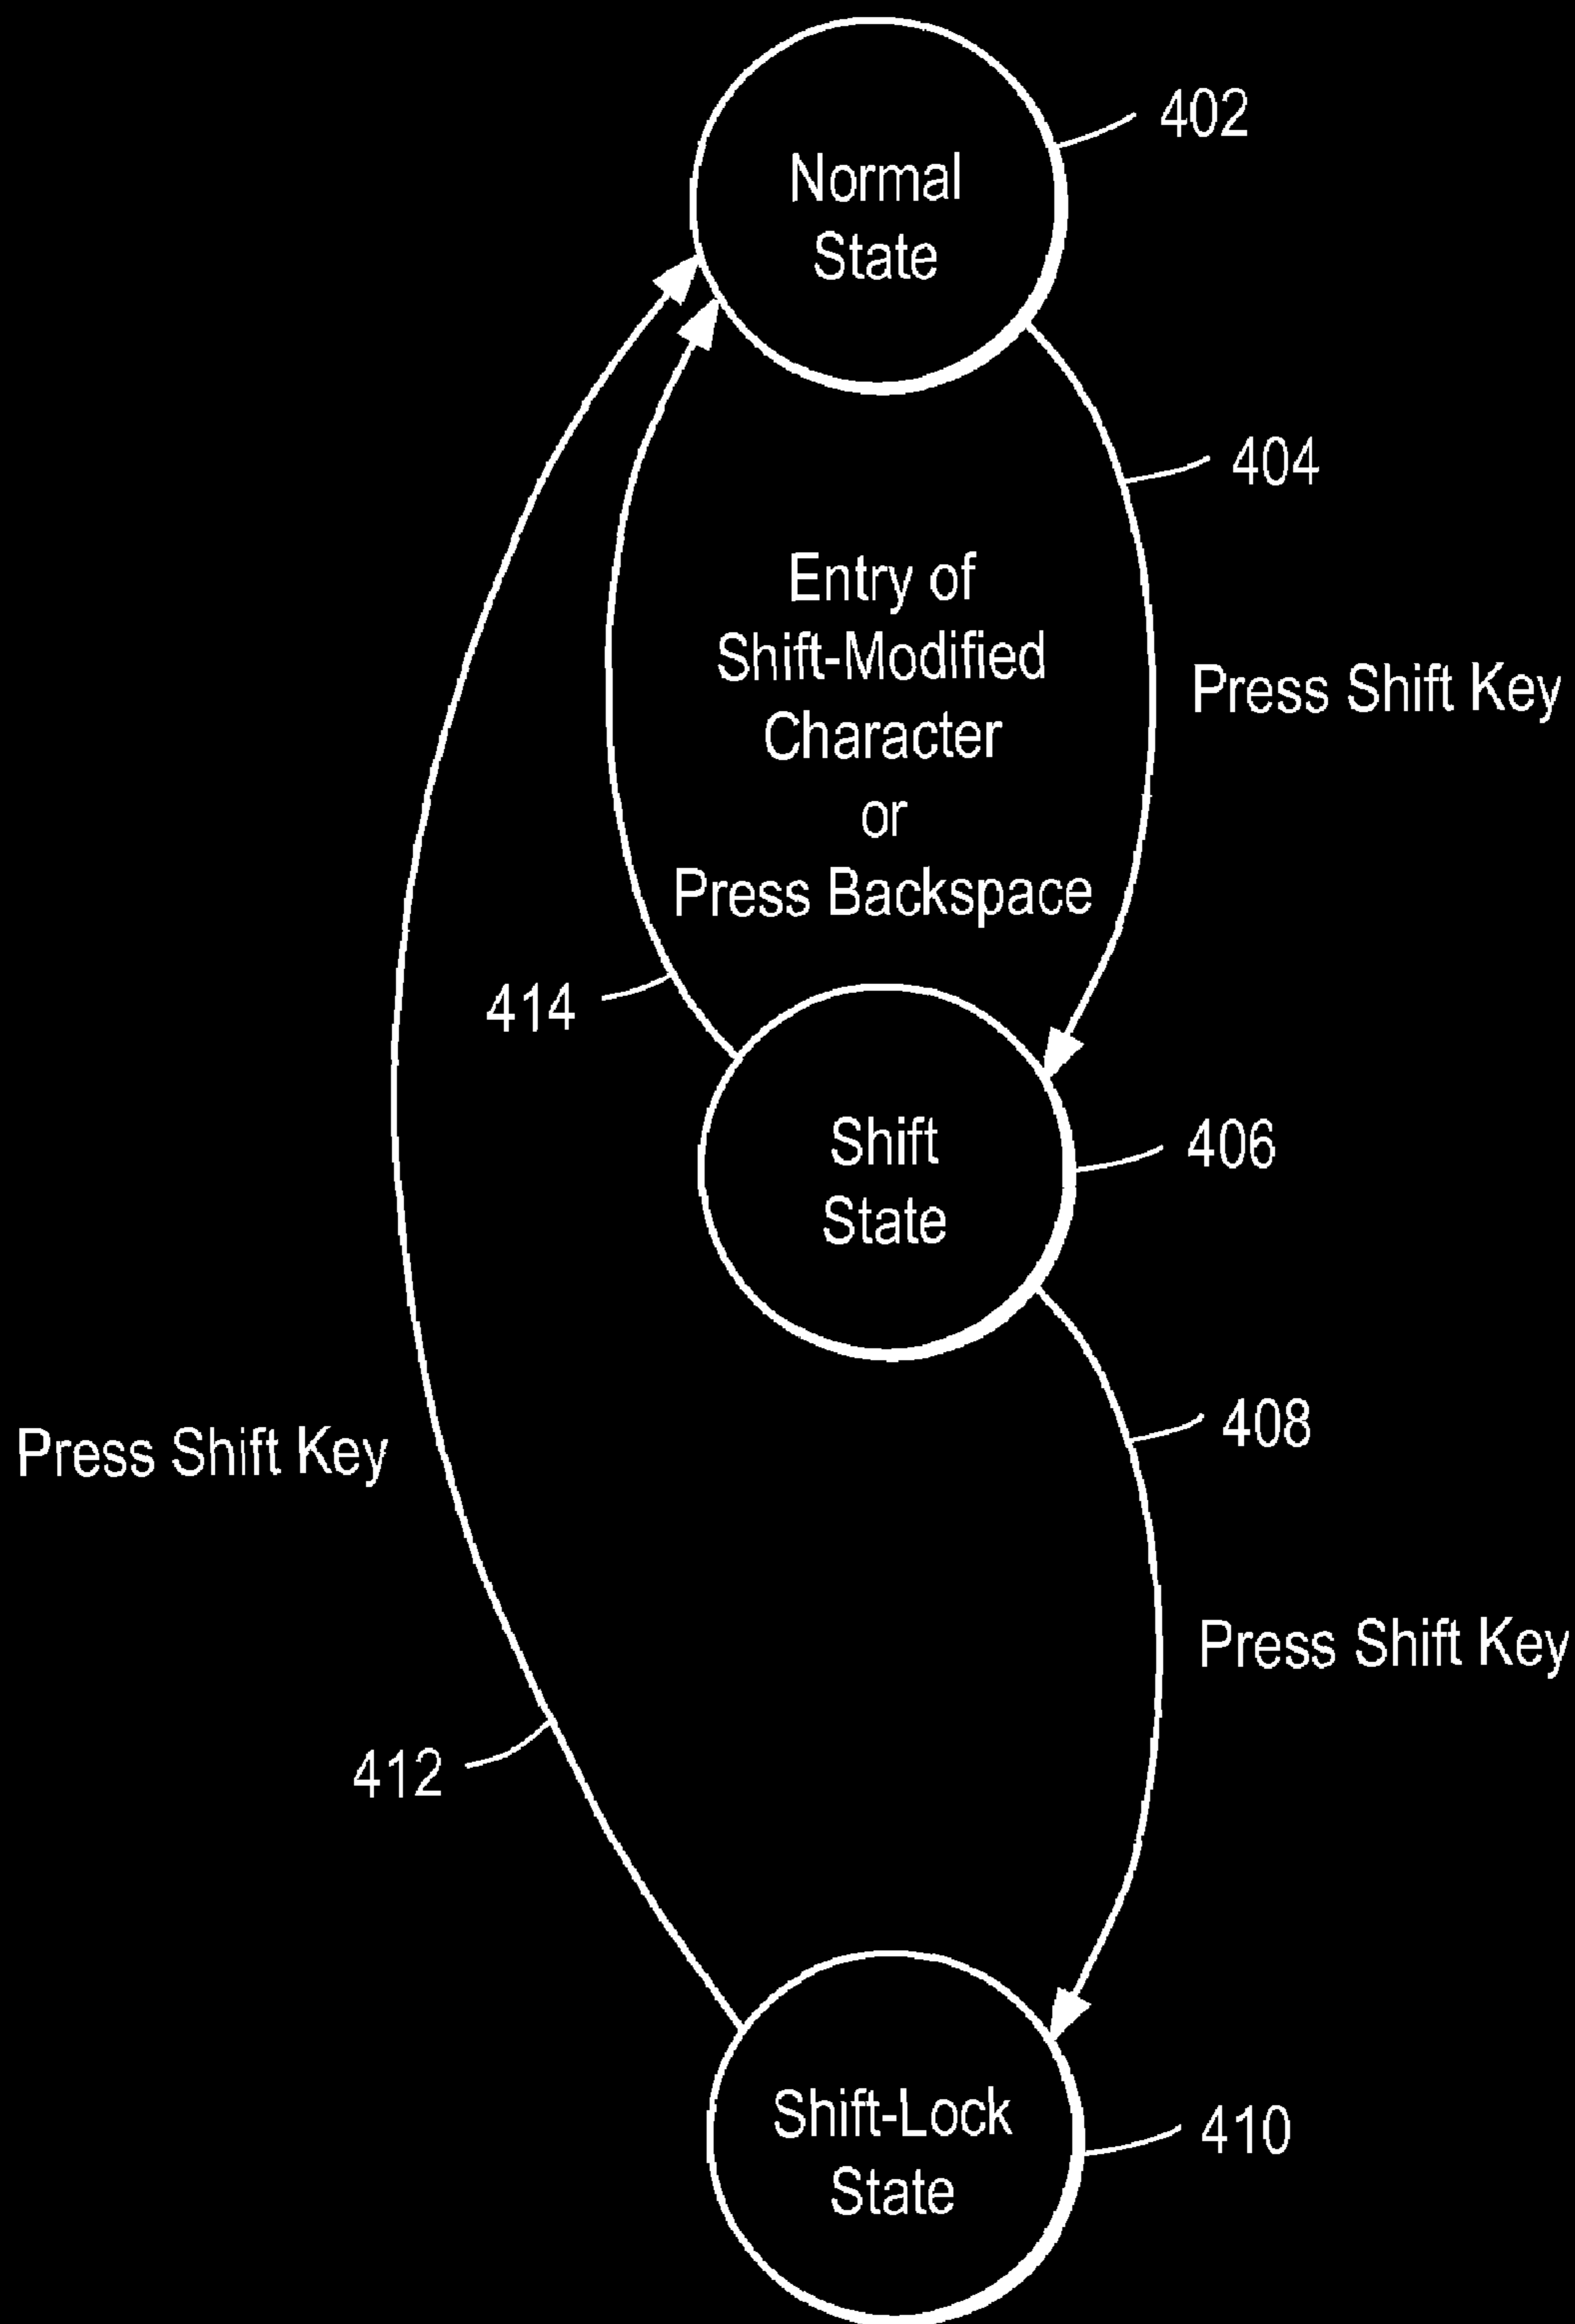 402
Normal
State
404
Entry of
Shift-Modified
Character
or
Press Backspace
Press Shift Key
414
Shift
State
406
408
Press Shift Key
Press Shift Key
412
Shift-Lock
State
410